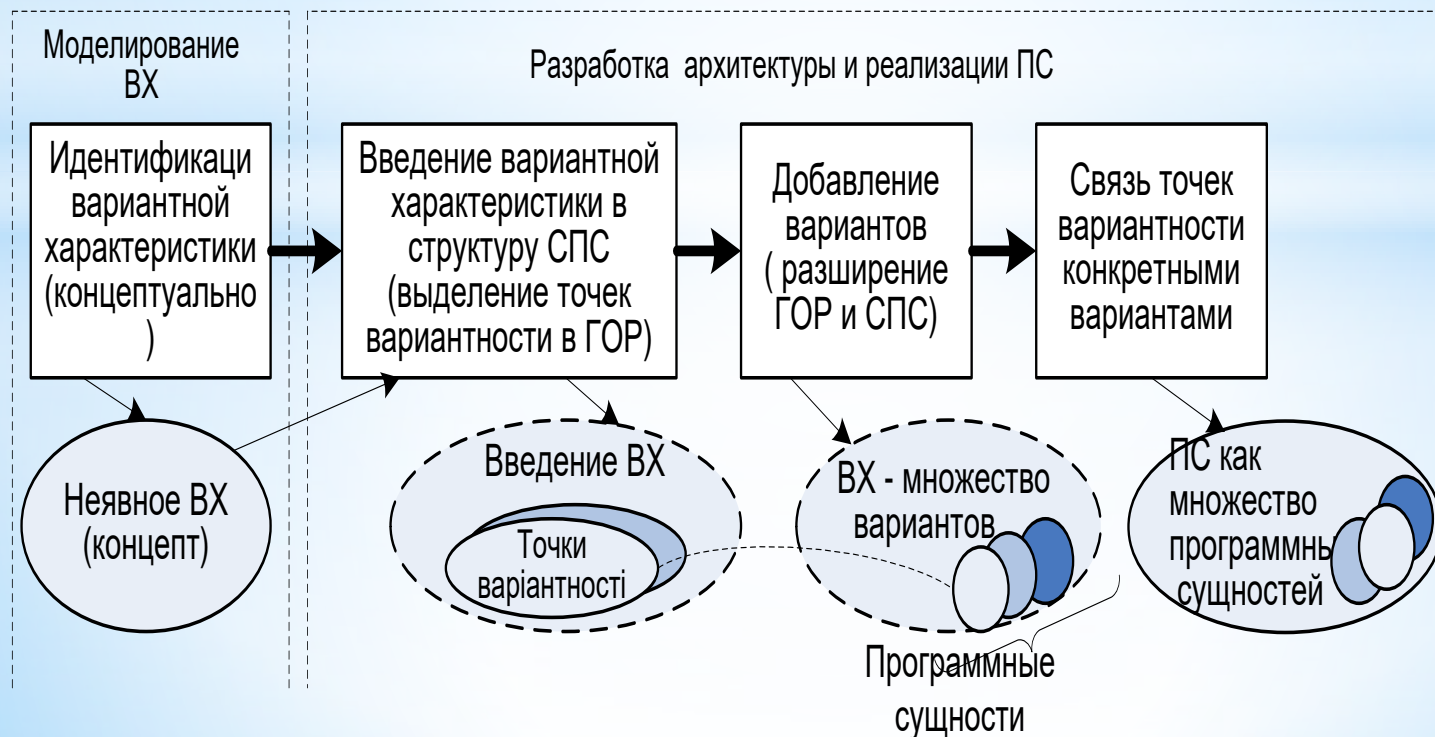 Моделирование
ВХ
Разработка архитектуры и реализации ПС
Идентификаци
вариантной
характеристики
(концептуально
)
Введение вариантной
характеристики в
структуру СПС
(выделение точек
вариантности в ГОР)
Добавление
вариантов
( разширение
ГОР и СПС)
Связь точек
вариантности
конкретными
вариантами
Неявное ВХ
(концепт)
Введение ВХ
Точки
варіантності
ВХ - множество
вариантов
ПС как
множество
программны
сущностей
Программные
сущности